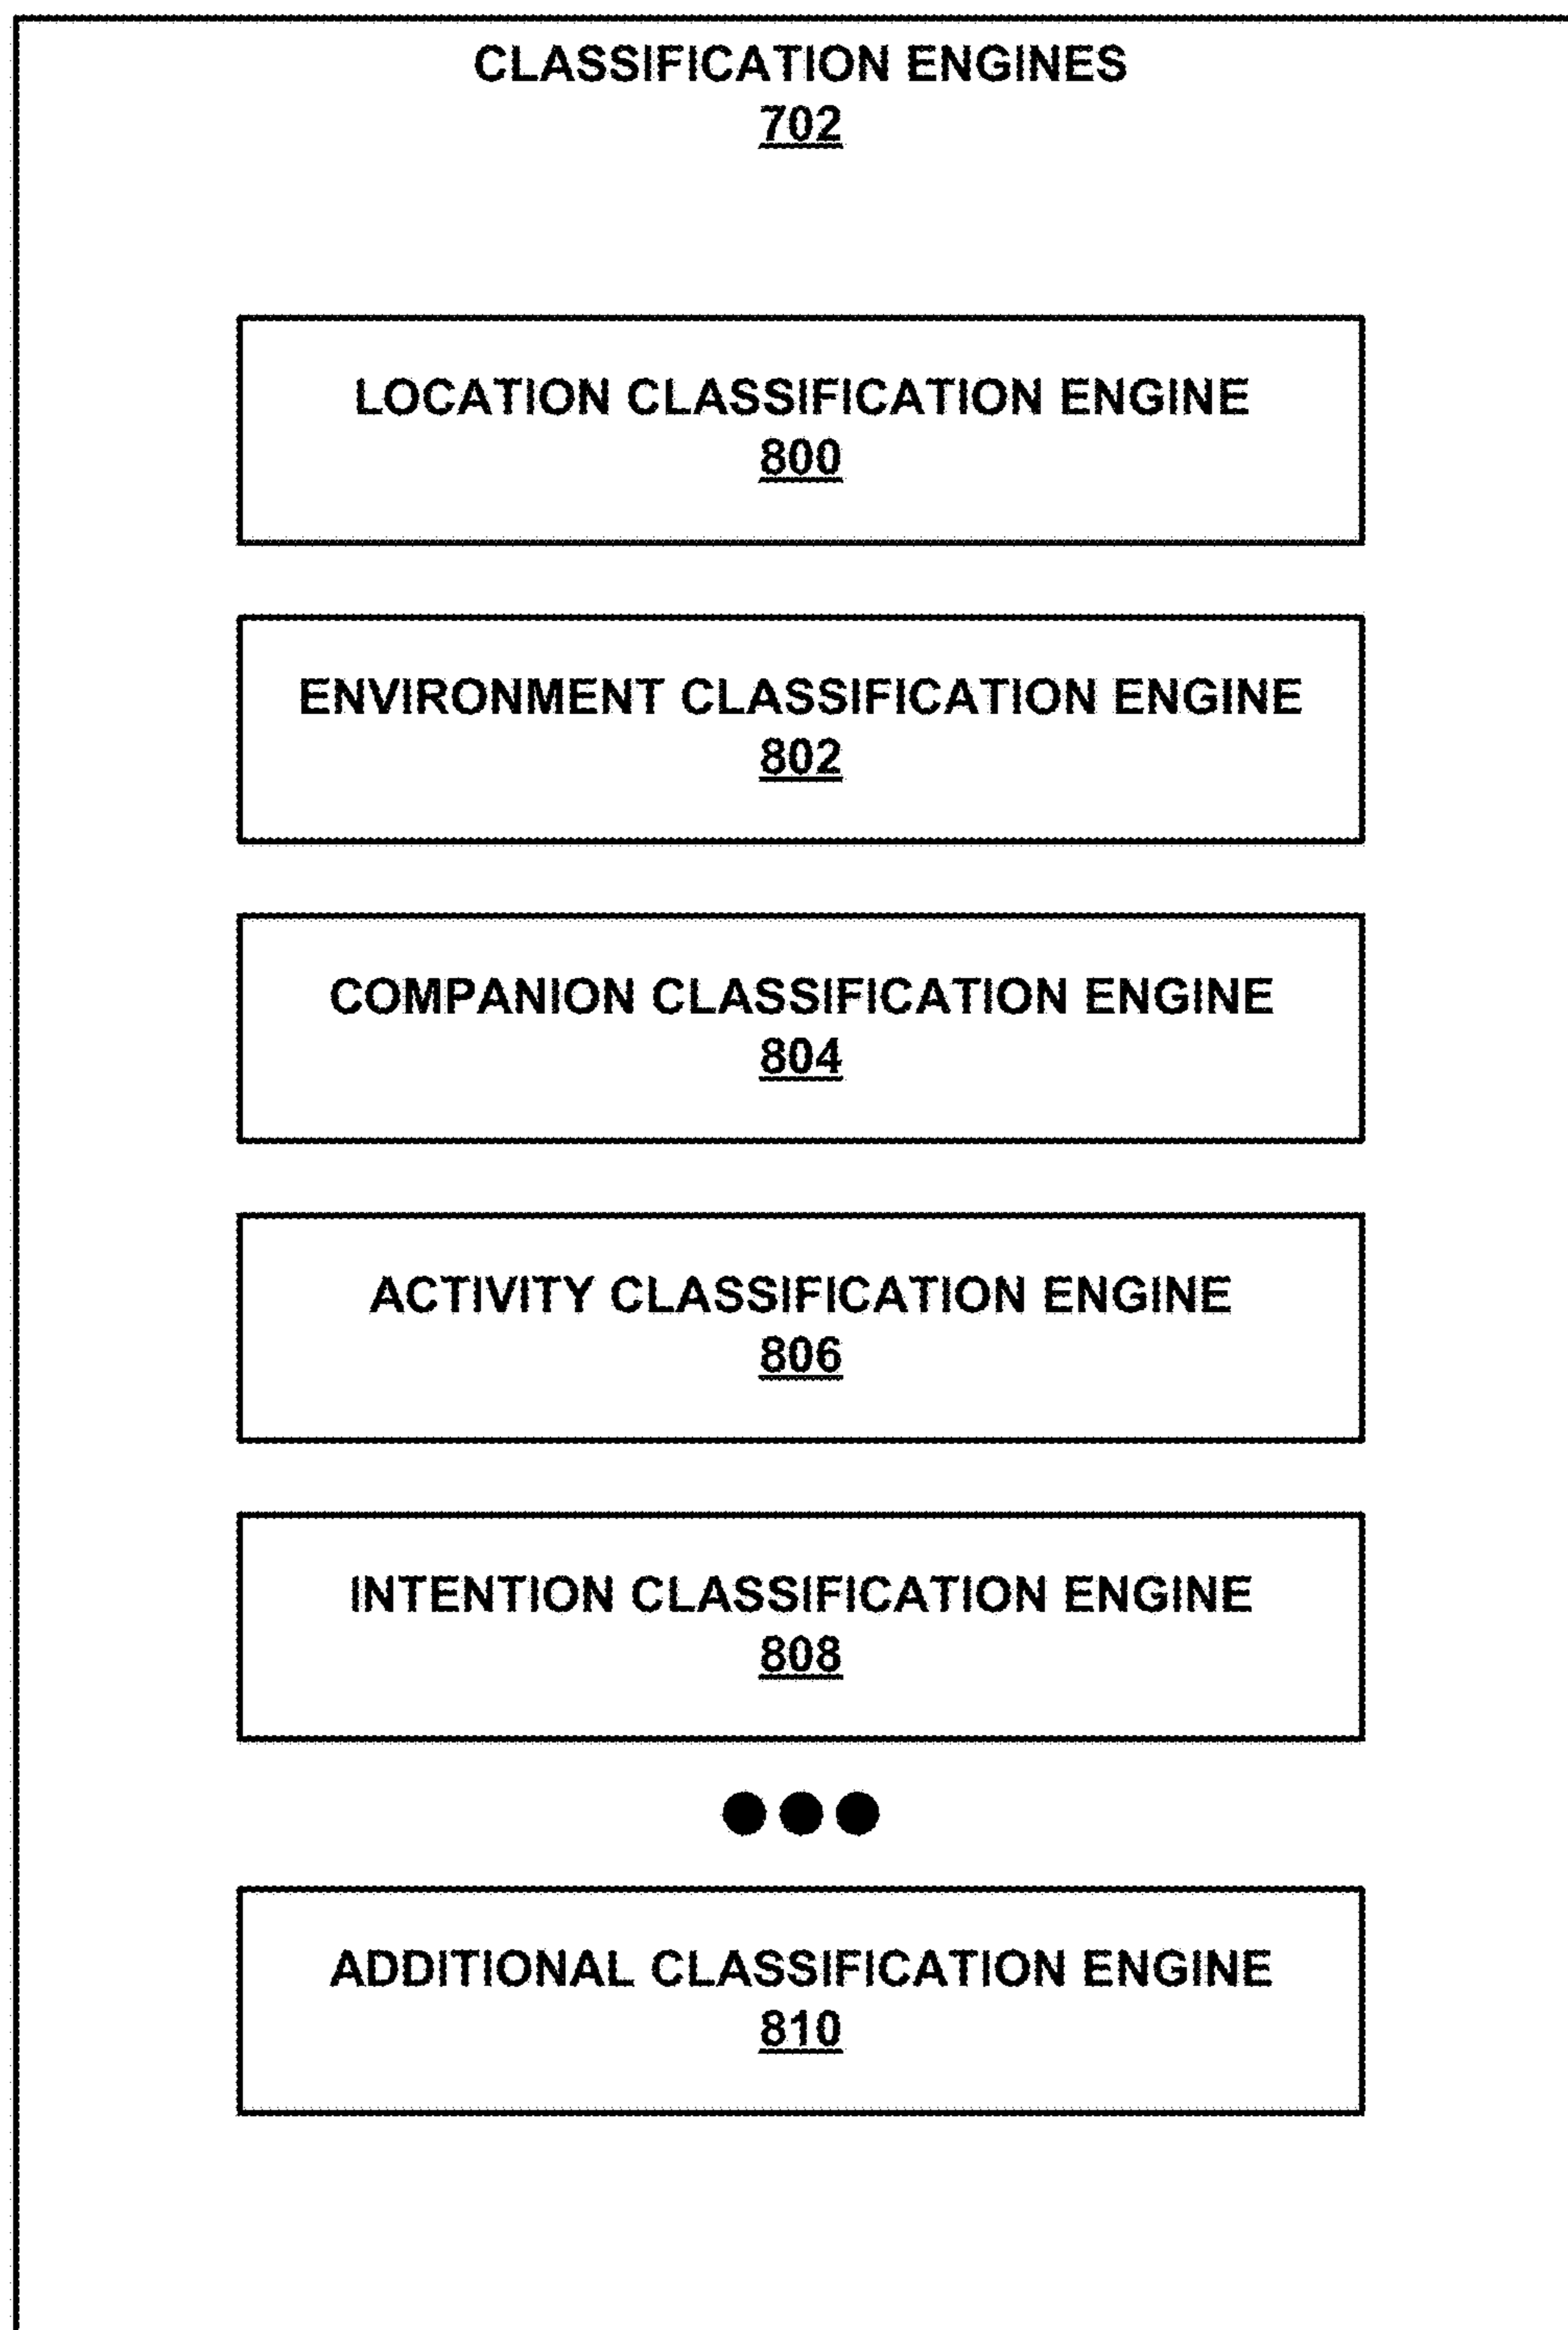 CLASSIFICATION ENGINES
702
LOCATION CLASSIFICATION ENGINE
800
ENVIRONMENT CLASSIFICATION ENGINE
802
COMPANION CLASSIFICATION ENGINE
804
ACTIVITY CLASSIFICATION ENGINE
806
INTENTION CLASSIFICATION ENGINE
808
ADDITIONAL CLASSIFICATION ENGINE
810